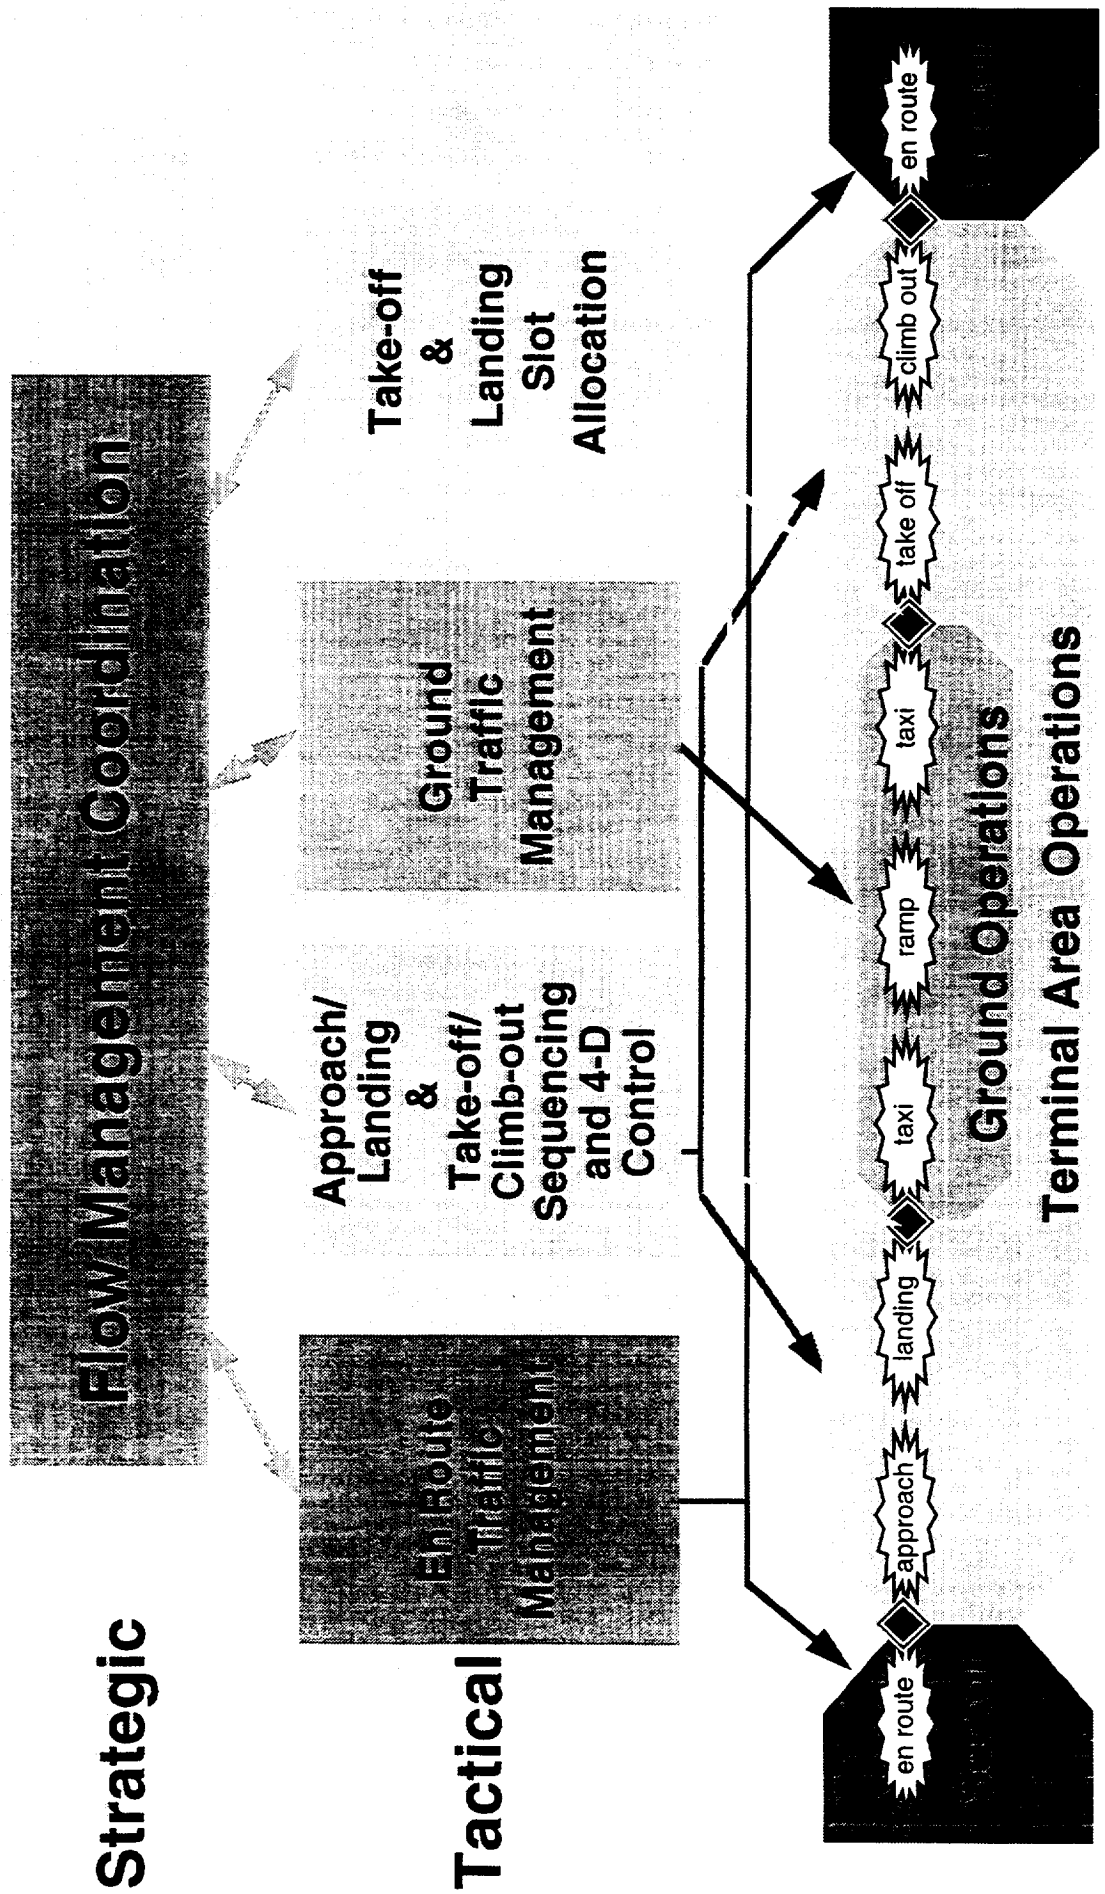 Strategic
Flow Management Coordination
Tactical
En Route
Traffic
Management
Approach/
Landing
&
Take-off/
Climb-out
Sequencing
and 4-D
Control
Ground
Traffic
Management
Take-off
&
Landing
Slot
Allocation
en route
approach
landing
taxi
ramp
taxi
take off
climb out
en route
Ground Operations
Terminal Area Operations